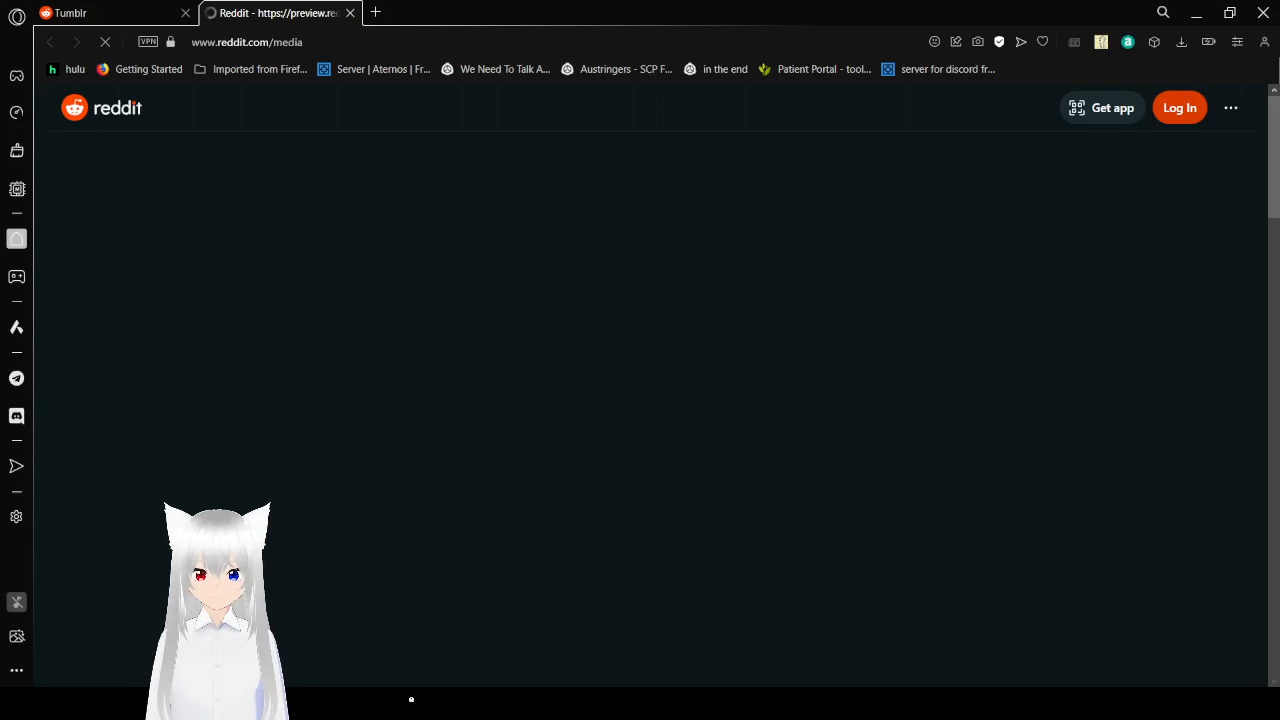 Tumblr
Reddit - https://preview.rec
VPN
www.reddit.com/media
hulu
Getting Started
Imported from Firef...
Server | Aternos | Fr...
We Need To Talk A...
Austringers - SCP F...
in the end
Patient Portal - tool...
server for discord fr...
reddit
Get app
Log In